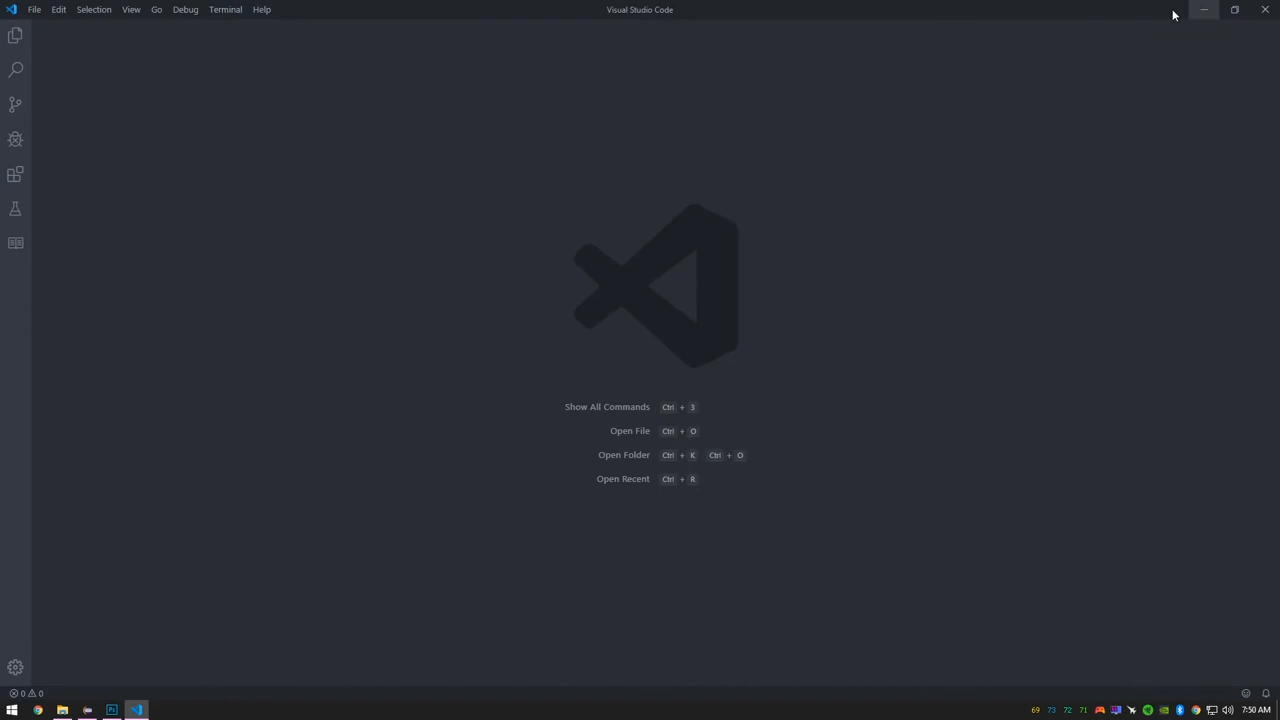 File Edit Selection View Go Debug Terminal Help Visual Studio Code
Show All Commands Ctrl + 3
Open File Ctrl + O
Open Folder Ctrl + K Ctrl + O
Open Recent Ctrl + R
0 0
Ps 69 73 72 71 7:50 AM